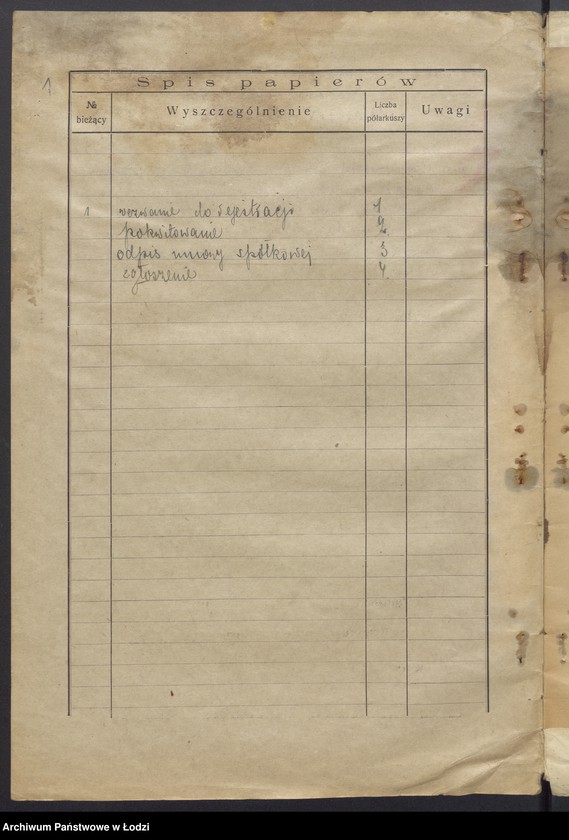 1
Spis papierów
№ bieżący Wyszczególnienie Liczba półarkuszy Uwagi
1 wezwanie do rejestracji 1
pokwitowanie 2
odpis umowy spółkowej 3
zgłoszenie 4
Archiwum Państwowe w Łodzi